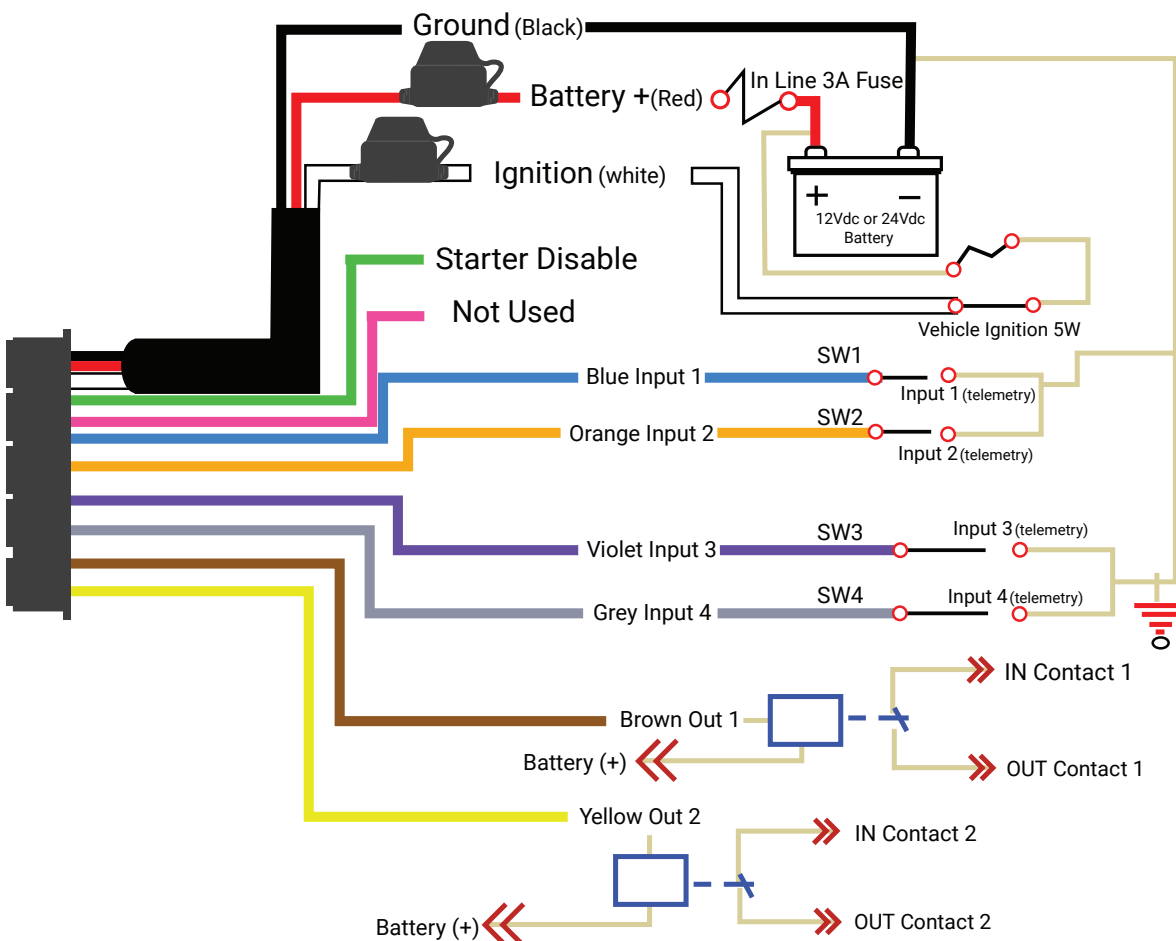 Ground (Black)
Battery +(Red)
In Line 3A Fuse
Ignition (white)
+ −
12Vdc or 24Vdc
Battery
Starter Disable
Not Used
Vehicle Ignition 5W
Blue Input 1
SW1
Input 1 (telemetry)
Orange Input 2
SW2
Input 2 (telemetry)
Violet Input 3
SW3
Input 3 (telemetry)
Grey Input 4
SW4
Input 4 (telemetry)
IN Contact 1
Brown Out 1
Battery (+)
OUT Contact 1
Yellow Out 2
IN Contact 2
Battery (+)
OUT Contact 2